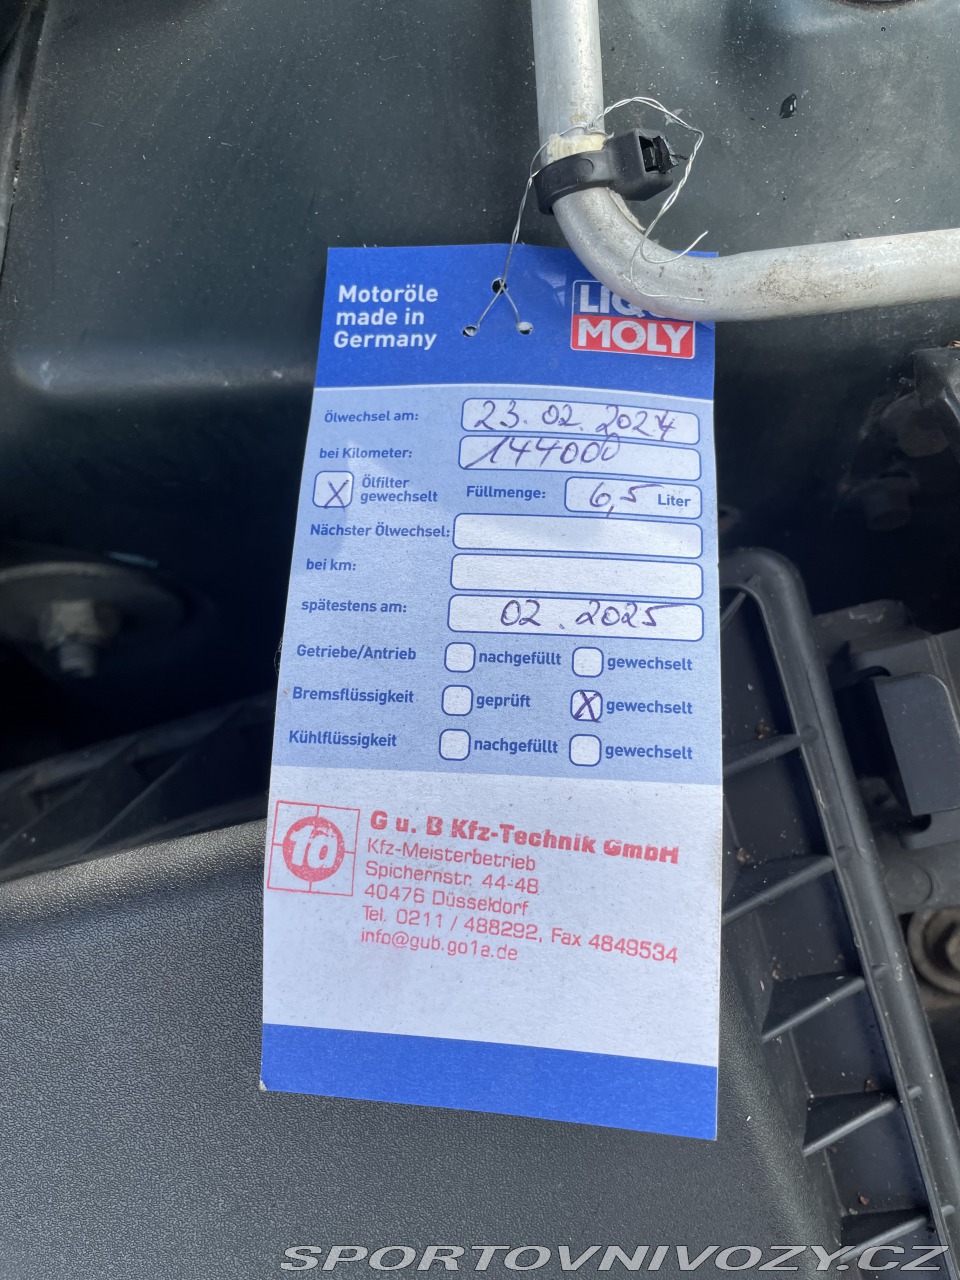 Motoröle
made in
Germany
LIQUI
MOLY
Ölwechsel am: 23.02.2024
bei Kilometer: 144000
X Ölfilter
gewechselt
Füllmenge: 6,5 Liter
Nächster Ölwechsel:
bei km:
spätestens am: 02.2025
Getriebe/Antrieb nachgefüllt gewechselt
Bremsflüssigkeit geprüft X gewechselt
Kühlflüssigkeit nachgefüllt gewechselt
10
G u. B Kfz-Technik GmbH
Kfz-Meisterbetrieb
Spichernstr. 44-48
40476 Düsseldorf
Tel. 0211 / 488292, Fax 4849534
info@gub.go1a.de
SPORTOVNIVOZY.CZ